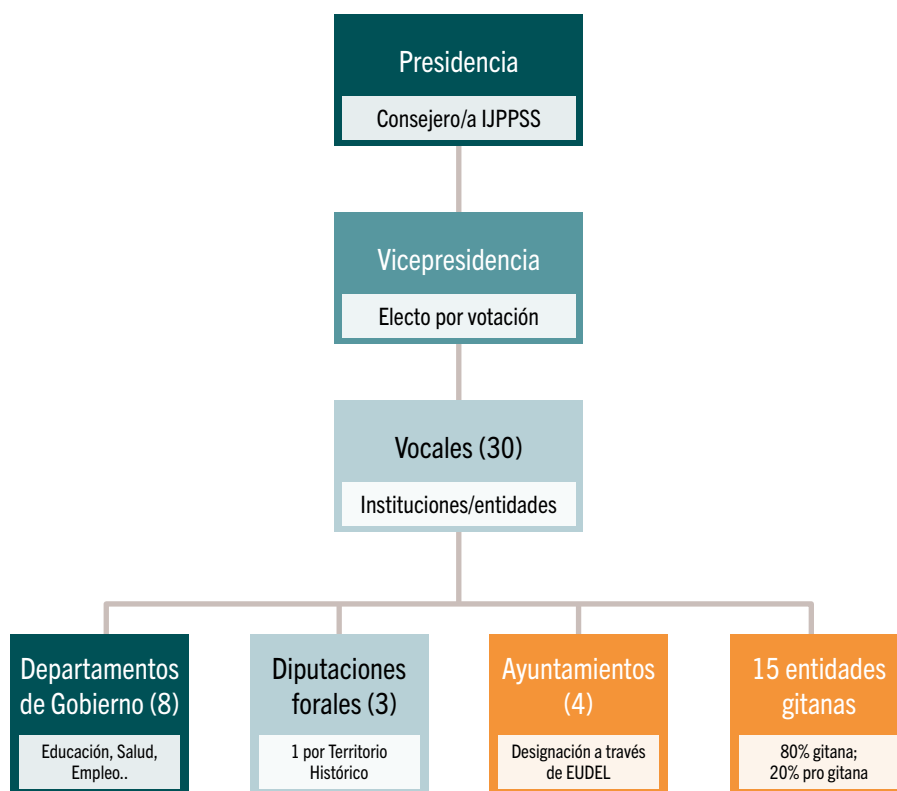 Presidencia
Consejero/a IJPPSS
Vicepresidencia
Electo por votación
Vocales (30)
Instituciones/entidades
Departamentos
de Gobierno (8)
Educación, Salud,
Empleo..
Diputaciones
forales (3)
1 por Territorio
Histórico
Ayuntamientos
(4)
Designación a través
de EUDEL
15 entidades
gitanas
80% gitana;
20% pro gitana